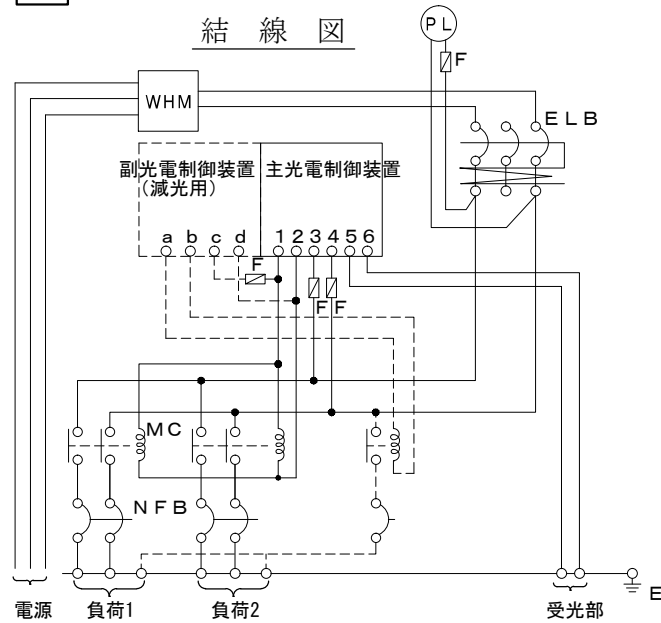 結線図
PL
F
WHM
ELB
副光電制御装置
(減光用)
主光電制御装置
a b c d 1 2 3 4 5 6
F
F F
MC
NFB
E
電源 負荷1 負荷2 受光部